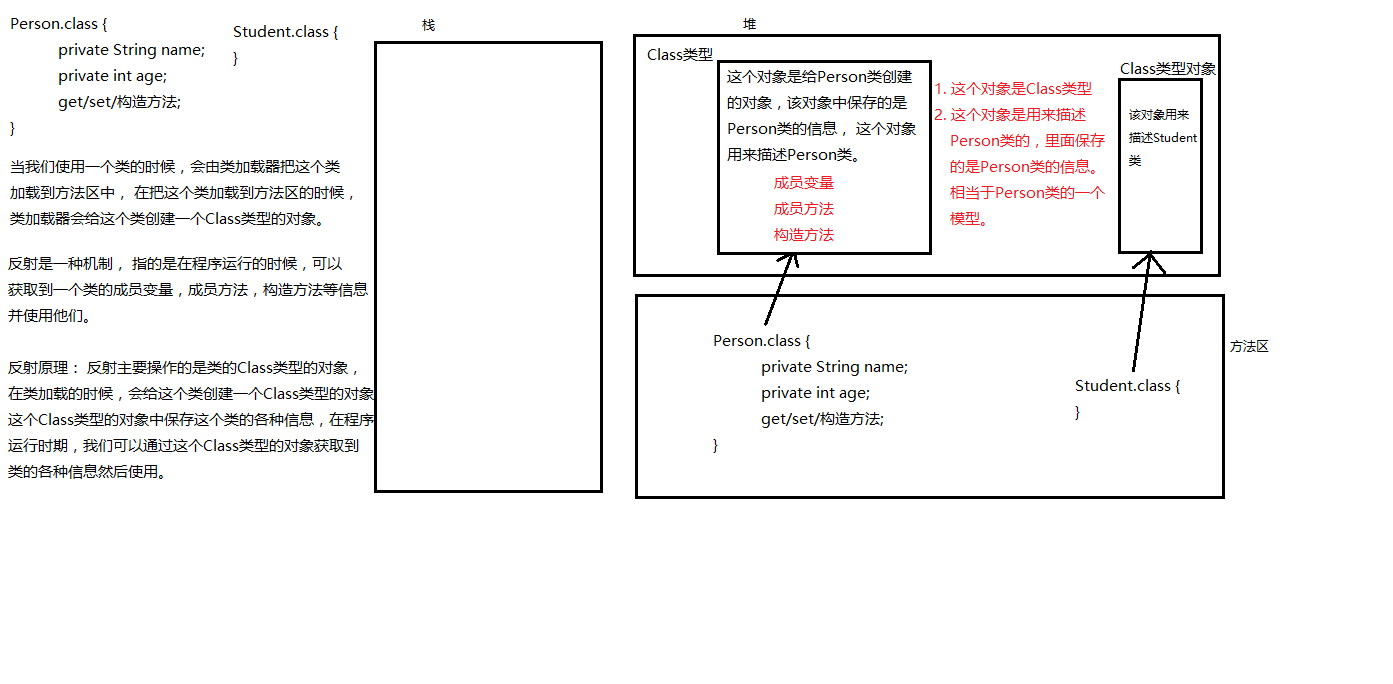 Person.class {
private String name;
private int age;
get/set/构造方法;
}
Student.class {
}
当我们使用一个类的时候，会由类加载器把这个类
加载到方法区中， 在把这个类加载到方法区的时候，
类加载器会给这个类创建一个Class类型的对象。
反射是一种机制， 指的是在程序运行的时候，可以
获取到一个类的成员变量，成员方法，构造方法等信息
并使用他们。
反射原理： 反射主要操作的是类的Class类型的对象，
在类加载的时候，会给这个类创建一个Class类型的对象
这个Class类型的对象中保存这个类的各种信息，在程序
运行时期，我们可以通过这个Class类型的对象获取到
类的各种信息然后使用。
栈
堆
Class类型
这个对象是给Person类创建
的对象，该对象中保存的是
Person类的信息， 这个对象
用来描述Person类。
成员变量
成员方法
构造方法
1. 这个对象是Class类型
2. 这个对象是用来描述
Person类的，里面保存
的是Person类的信息。
相当于Person类的一个
模型。
Class类型对象
该对象用来
描述Student
类
Person.class {
private String name;
private int age;
get/set/构造方法;
}
Student.class {
}
方法区